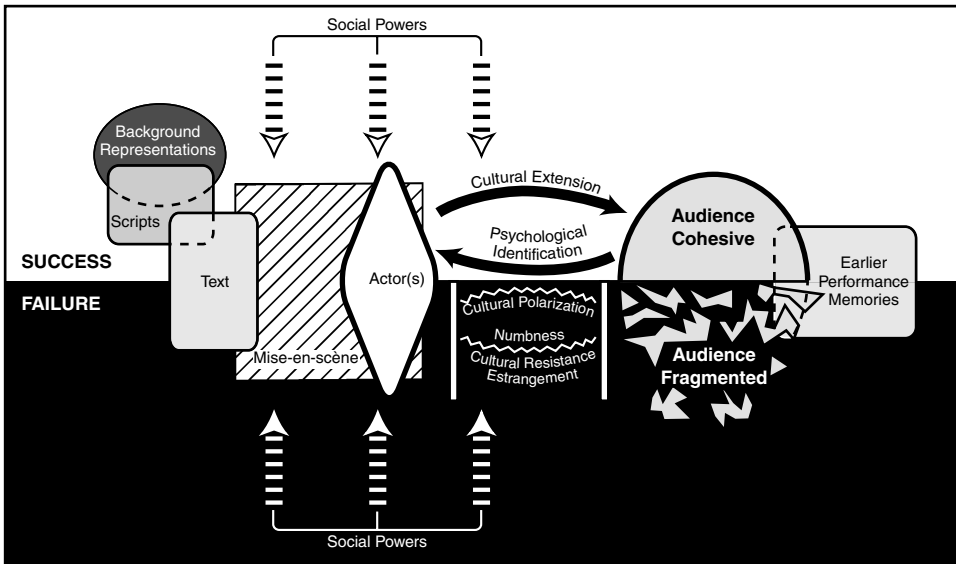 Social Powers
Background
Representations
Scripts
Text
Mise-en-scène
Actor(s)
Cultural Extension
Psychological
Identification
Audience
Cohesive
Earlier
Performance
Memories
SUCCESS
FAILURE
Cultural Polarization
Numbness
Cultural Resistance
Estrangement
Audience
Fragmented
Social Powers